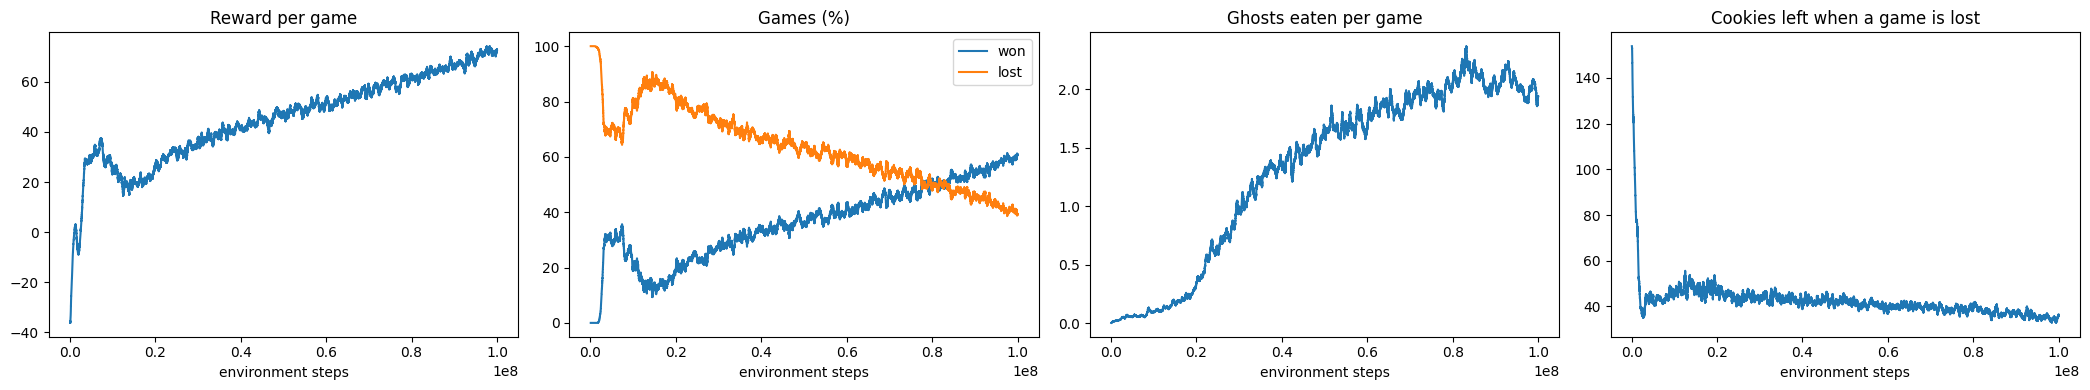 Reward per game
60
40
20
0
−20
−40
0.0 0.2 0.4 0.6 0.8 1.0
1e8
environment steps
Games (%)
100
80
60
40
20
0
won
lost
0.0 0.2 0.4 0.6 0.8 1.0
1e8
environment steps
Ghosts eaten per game
2.0
1.5
1.0
0.5
0.0
0.0 0.2 0.4 0.6 0.8 1.0
1e8
environment steps
Cookies left when a game is lost
140
120
100
80
60
40
0.0 0.2 0.4 0.6 0.8 1.0
1e8
environment steps